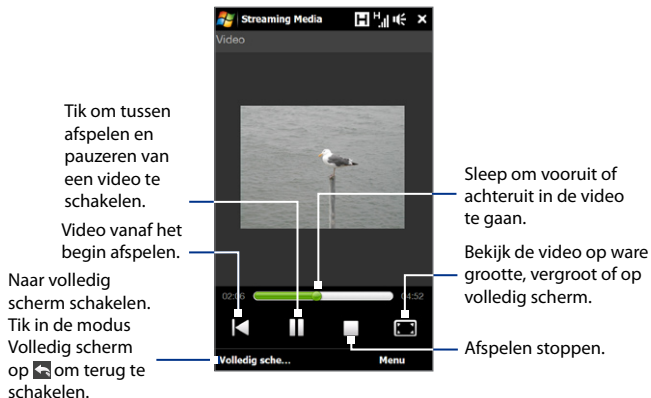 Streaming Media
H
H
Video
Tik om tussen
afspelen en
pauzeren van
een video te
schakelen.
Video vanaf het
begin afspelen.
Naar volledig
scherm schakelen.
Tik in de modus
Volledig scherm
op om terug te
schakelen.
Sleep om vooruit of
achteruit in de video
te gaan.
Bekijk de video op ware
grootte, vergroot of op
volledig scherm.
Afspelen stoppen.
02:06
04:52
Volledig sche...
Menu